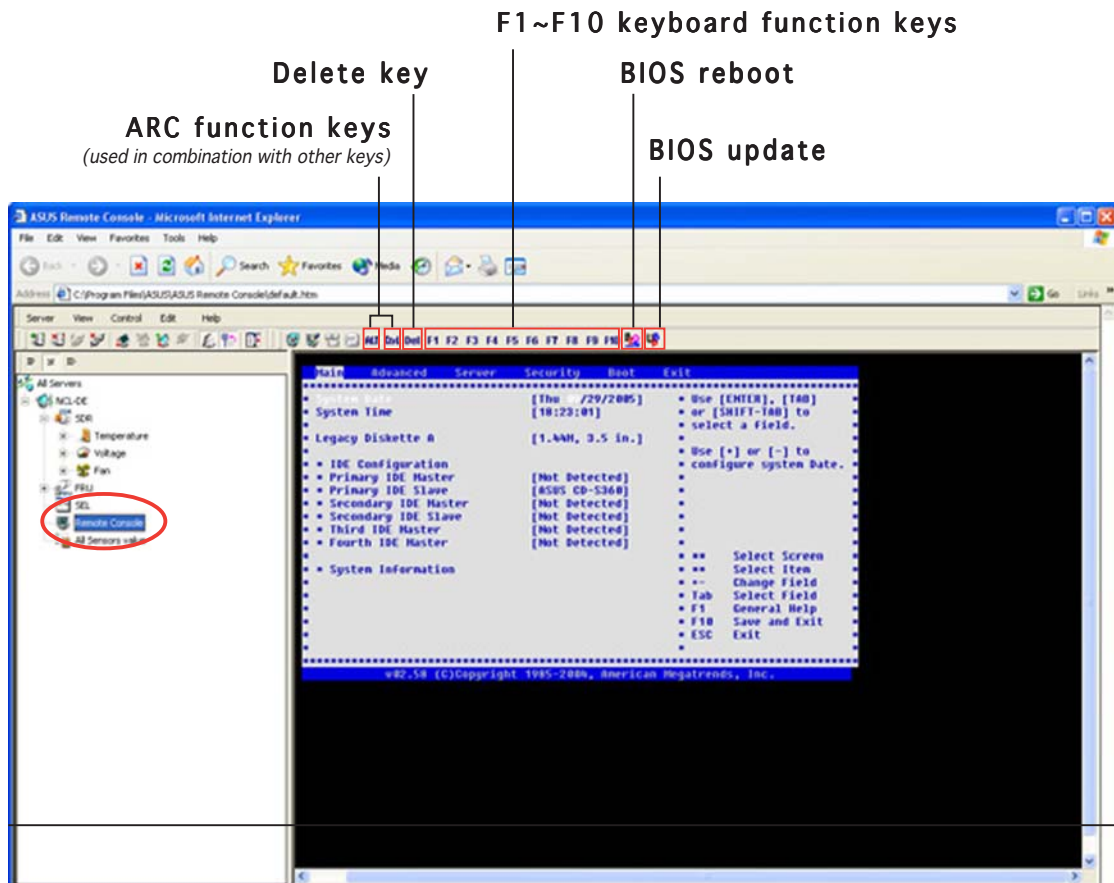 F1~F10 keyboard function keys
Delete key
BIOS reboot
ARC function keys
(used in combination with other keys)
BIOS update
ASUS Remote Console - Microsoft Internet Explorer
File Edit View Favorites Tools Help
Back Search Favorites Media
Address C:\Program Files\ASUS\ASUS Remote Console\default.htm Go Links
Server View Control Edit Help
ALT Ctrl Del F1 F2 F3 F4 F5 F6 F7 F8 F9 F10
All Servers
NCL-DE
SDR
Temperature
Voltage
Fan
FRU
SEL
Remote Console
All Sensors value
Main Advanced Server Security Boot Exit
System Date [Thu /29/2005]
System Time [18:23:01]
Legacy Diskette A [1.44M, 3.5 in.]
IDE Configuration
Primary IDE Master [Not Detected]
Primary IDE Slave [ASUS CD-S360]
Secondary IDE Master [Not Detected]
Secondary IDE Slave [Not Detected]
Third IDE Master [Not Detected]
Fourth IDE Master [Not Detected]
System Information
Use [ENTER], [TAB]
or [SHIFT-TAB] to
select a field.
Use [+] or [-] to
configure system Date.
** Select Screen
** Select Item
+- Change Field
Tab Select Field
F1 General Help
F10 Save and Exit
ESC Exit
v02.58 (C)Copyright 1985-2004, American Megatrends, Inc.